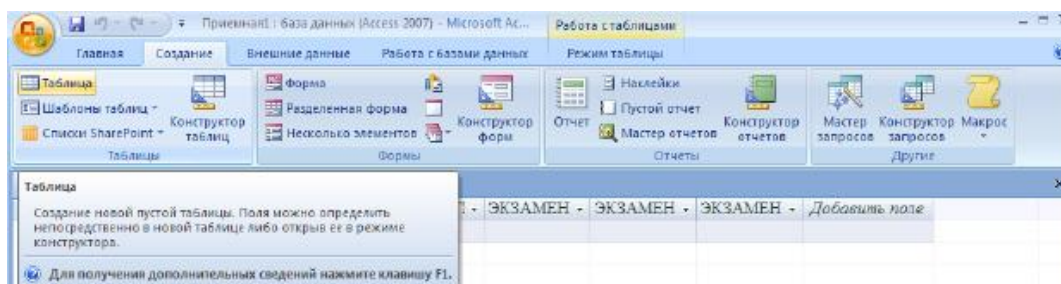 Приемная1 : база данных (Access 2007) - Microsoft Ac...
Работа с таблицами
Главная Создание Внешние данные Работа с базами данных Режим таблицы
Таблица
Шаблоны таблиц
Списки SharePoint
Конструктор таблиц
Таблицы
Форма
Разделенная форма
Несколько элементов
Конструктор форм
Формы
Отчет
Наклейки
Пустой отчет
Мастер отчетов
Конструктор отчетов
Отчеты
Мастер запросов
Конструктор запросов
Макрос
Другие
Таблица
Создание новой пустой таблицы. Поля можно определить
непосредственно в новой таблице либо открыв ее в режиме
конструктора.
Для получения дополнительных сведений нажмите клавишу F1.
ЭКЗАМЕН ЭКЗАМЕН ЭКЗАМЕН Добавить поле